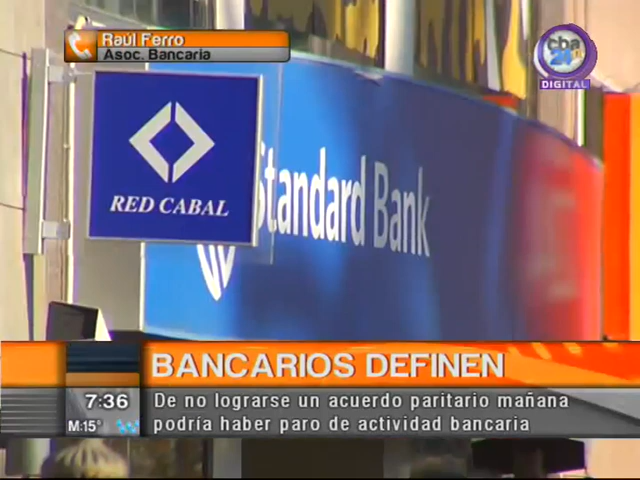 Raúl Ferro
Asoc. Bancaria
cba
24n
DIGITAL
RED CABAL
Standard Bank
BANCARIOS DEFINEN
7:36
De no lograrse un acuerdo paritario mañana
M:15°
podría haber paro de actividad bancaria